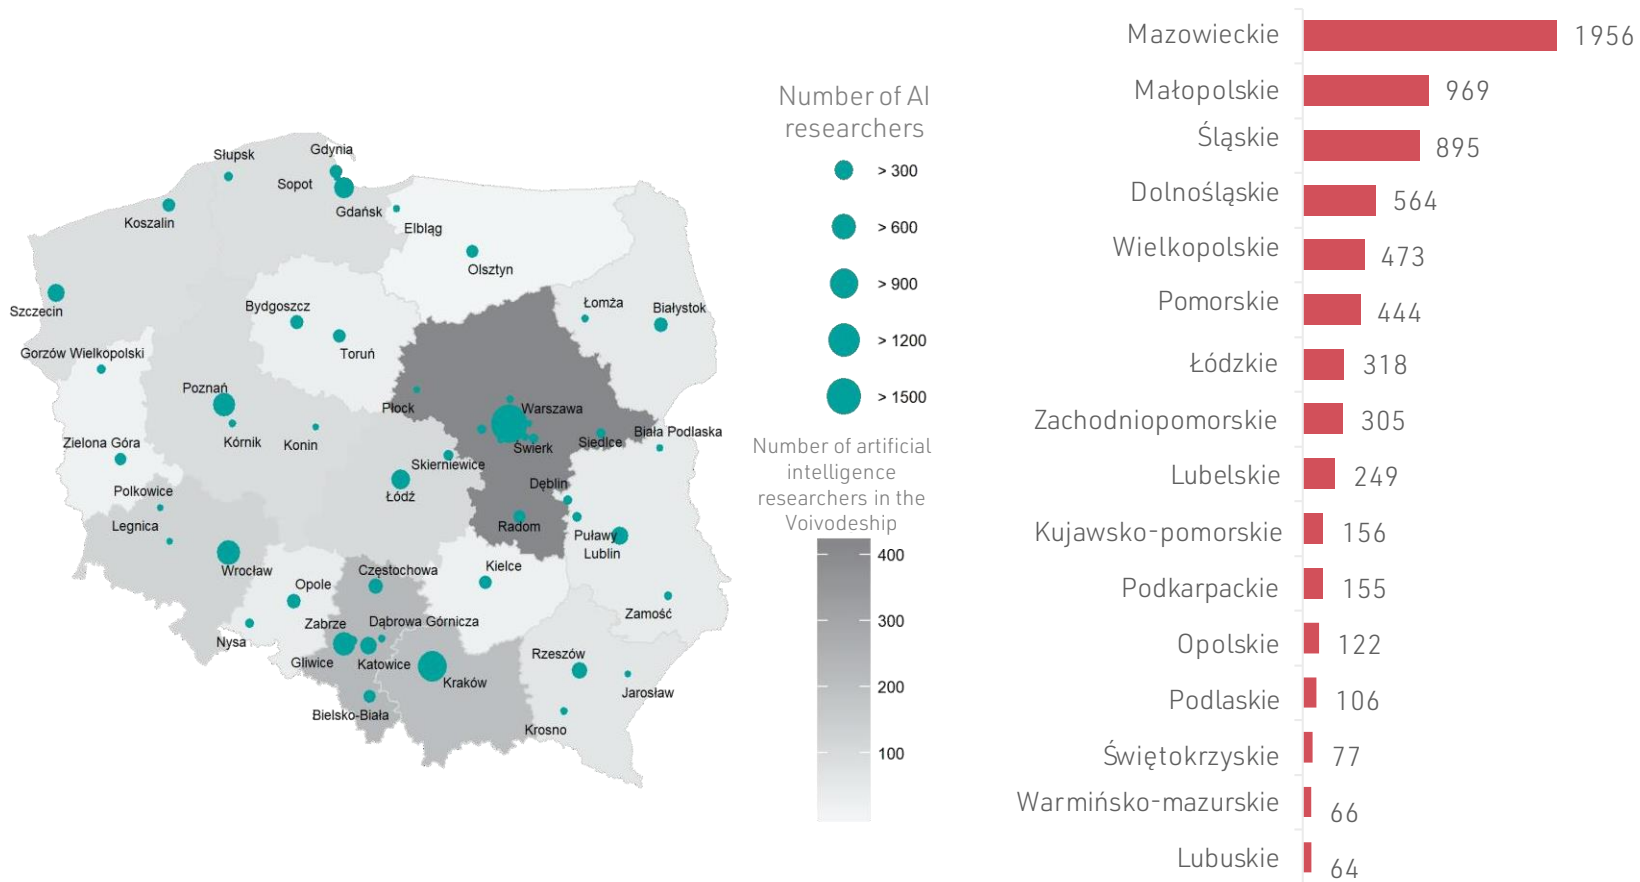 Słupsk
Gdynia
Sopot
Gdańsk
Koszalin
Elbląg
Olsztyn
Szczecin
Bydgoszcz
Toruń
Łomża
Białystok
Gorzów Wielkopolski
Poznań
Płock
Warszawa
Zielona Góra
Kórnik
Konin
Świerk
Siedlce
Biała Podlaska
Skierniewice
Polkowice
Łódź
Dęblin
Legnica
Radom
Puławy
Lublin
Wrocław
Częstochowa
Kielce
Opole
Zamość
Nysa
Zabrze
Dąbrowa Górnicza
Gliwice
Katowice
Kraków
Rzeszów
Jarosław
Bielsko-Biała
Krosno
Number of AI
researchers
> 300
> 600
> 900
> 1200
> 1500
Number of artificial
intelligence
researchers in the
Voivodeship
400
300
200
100
Mazowieckie 1956
Małopolskie 969
Śląskie 895
Dolnośląskie 564
Wielkopolskie 473
Pomorskie 444
Łódzkie 318
Zachodniopomorskie 305
Lubelskie 249
Kujawsko-pomorskie 156
Podkarpackie 155
Opolskie 122
Podlaskie 106
Świętokrzyskie 77
Warmińsko-mazurskie 66
Lubuskie 64